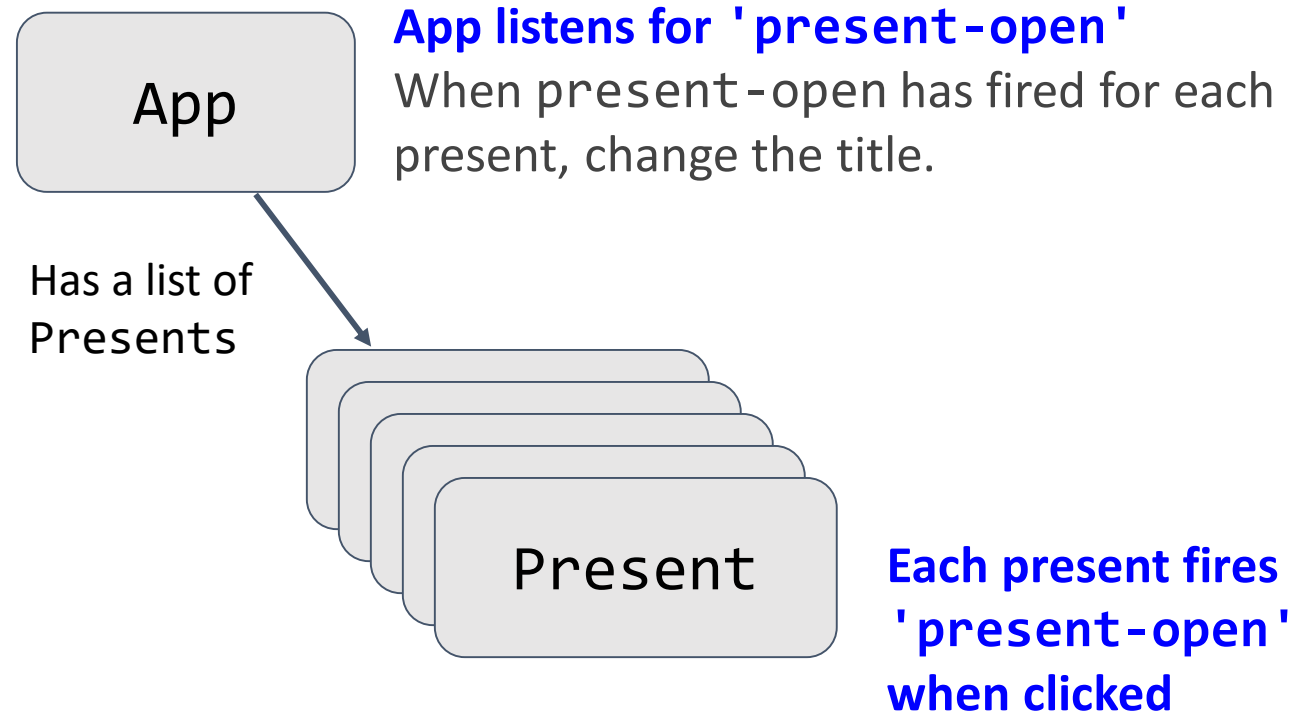 App
App listens for 'present-open'
When present-open has fired for each
present, change the title.
Has a list of
Presents
Present
Each present fires
'present-open'
when clicked